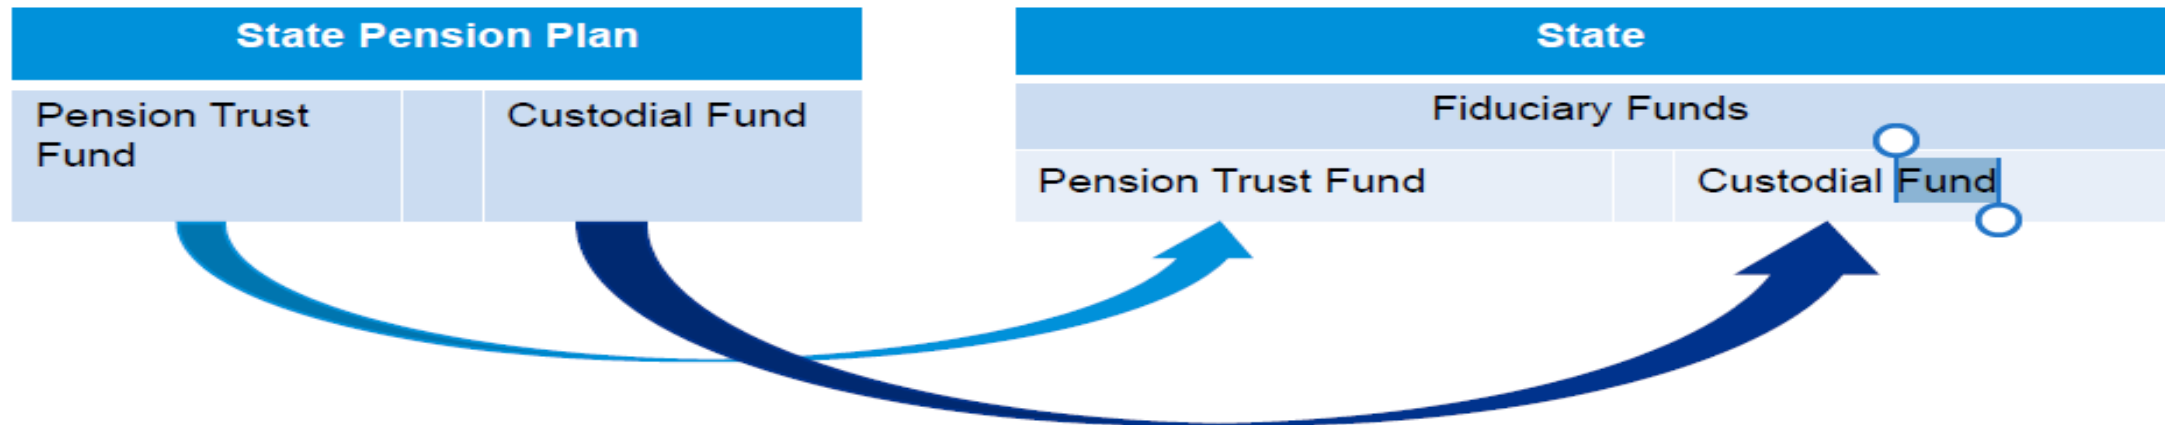 State Pension Plan
Pension Trust
Fund
Custodial Fund
State
Fiduciary Funds
Pension Trust Fund
Custodial Fund